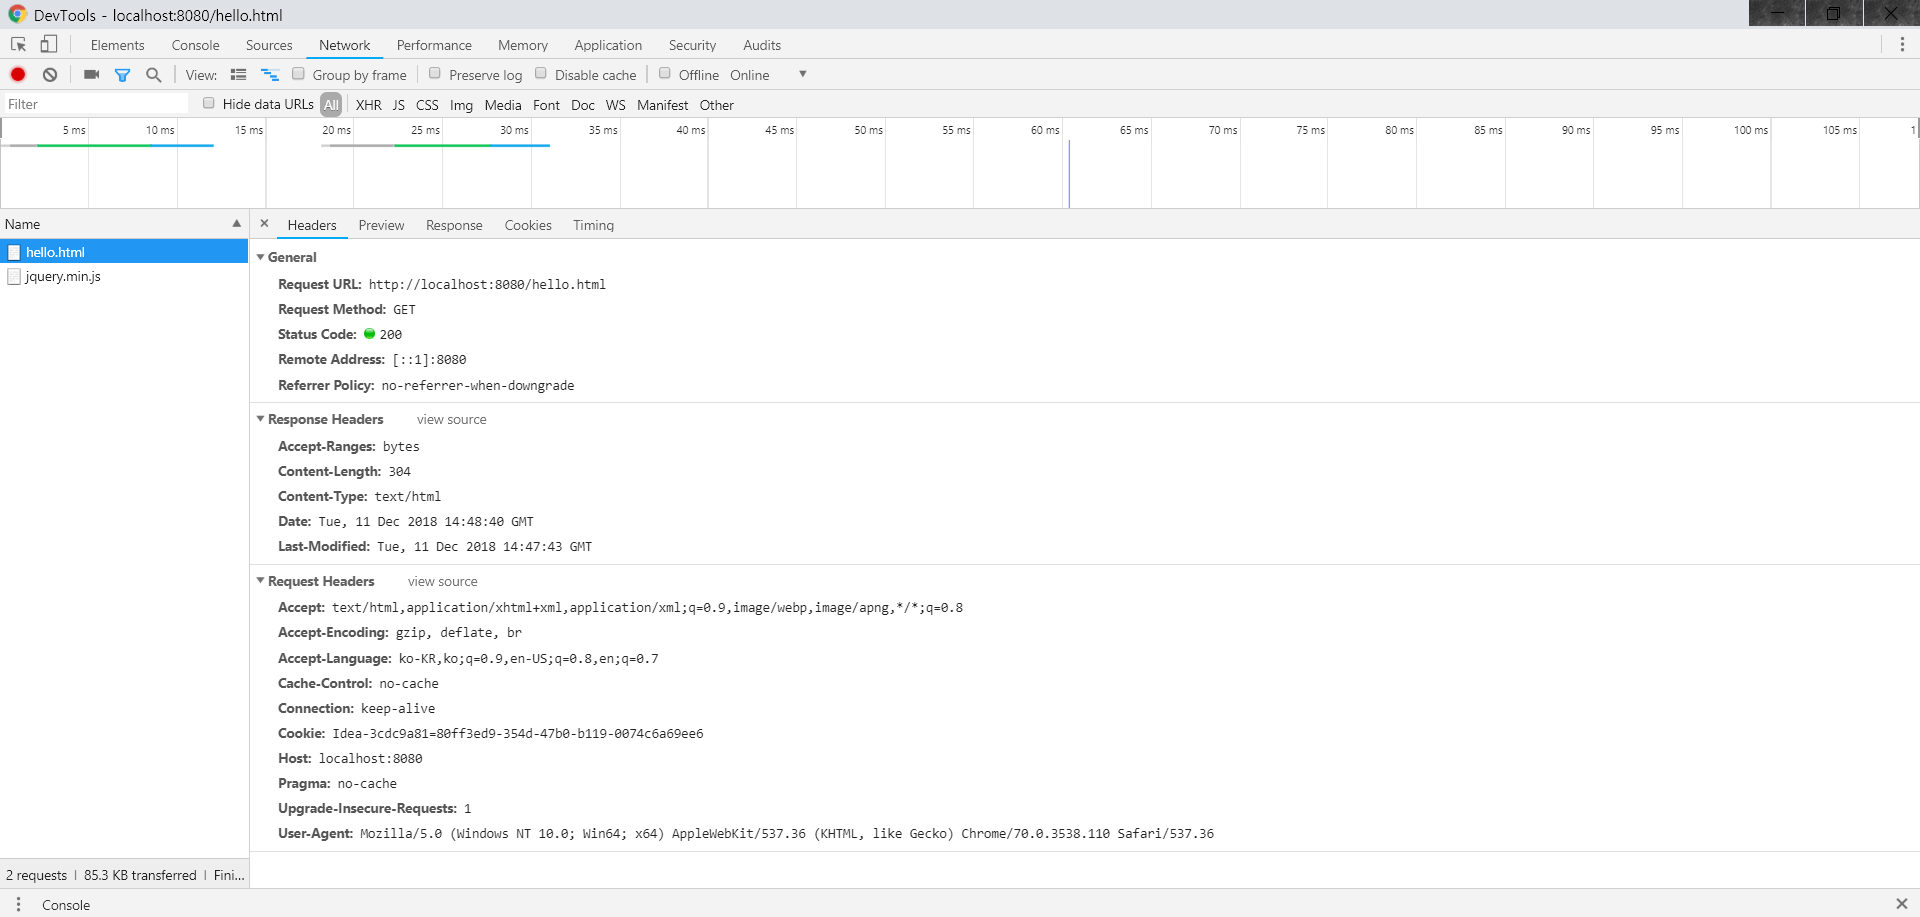 DevTools - localhost:8080/hello.html
Elements Console Sources Network Performance Memory Application Security Audits
View: Group by frame Preserve log Disable cache Offline Online
Filter Hide data URLs All XHR JS CSS Img Media Font Doc WS Manifest Other
5 ms 10 ms 15 ms 20 ms 25 ms 30 ms 35 ms 40 ms 45 ms 50 ms 55 ms 60 ms 65 ms 70 ms 75 ms 80 ms 85 ms 90 ms 95 ms 100 ms 105 ms 1
Name
hello.html
jquery.min.js
Headers Preview Response Cookies Timing
General
Request URL: http://localhost:8080/hello.html
Request Method: GET
Status Code: 200
Remote Address: [::1]:8080
Referrer Policy: no-referrer-when-downgrade
Response Headers view source
Accept-Ranges: bytes
Content-Length: 304
Content-Type: text/html
Date: Tue, 11 Dec 2018 14:48:40 GMT
Last-Modified: Tue, 11 Dec 2018 14:47:43 GMT
Request Headers view source
Accept: text/html,application/xhtml+xml,application/xml;q=0.9,image/webp,image/apng,*/*;q=0.8
Accept-Encoding: gzip, deflate, br
Accept-Language: ko-KR,ko;q=0.9,en-US;q=0.8,en;q=0.7
Cache-Control: no-cache
Connection: keep-alive
Cookie: Idea-3cdc9a81=80ff3ed9-354d-47b0-b119-0074c6a69ee6
Host: localhost:8080
Pragma: no-cache
Upgrade-Insecure-Requests: 1
User-Agent: Mozilla/5.0 (Windows NT 10.0; Win64; x64) AppleWebKit/537.36 (KHTML, like Gecko) Chrome/70.0.3538.110 Safari/537.36
2 requests | 85.3 KB transferred | Fini...
Console